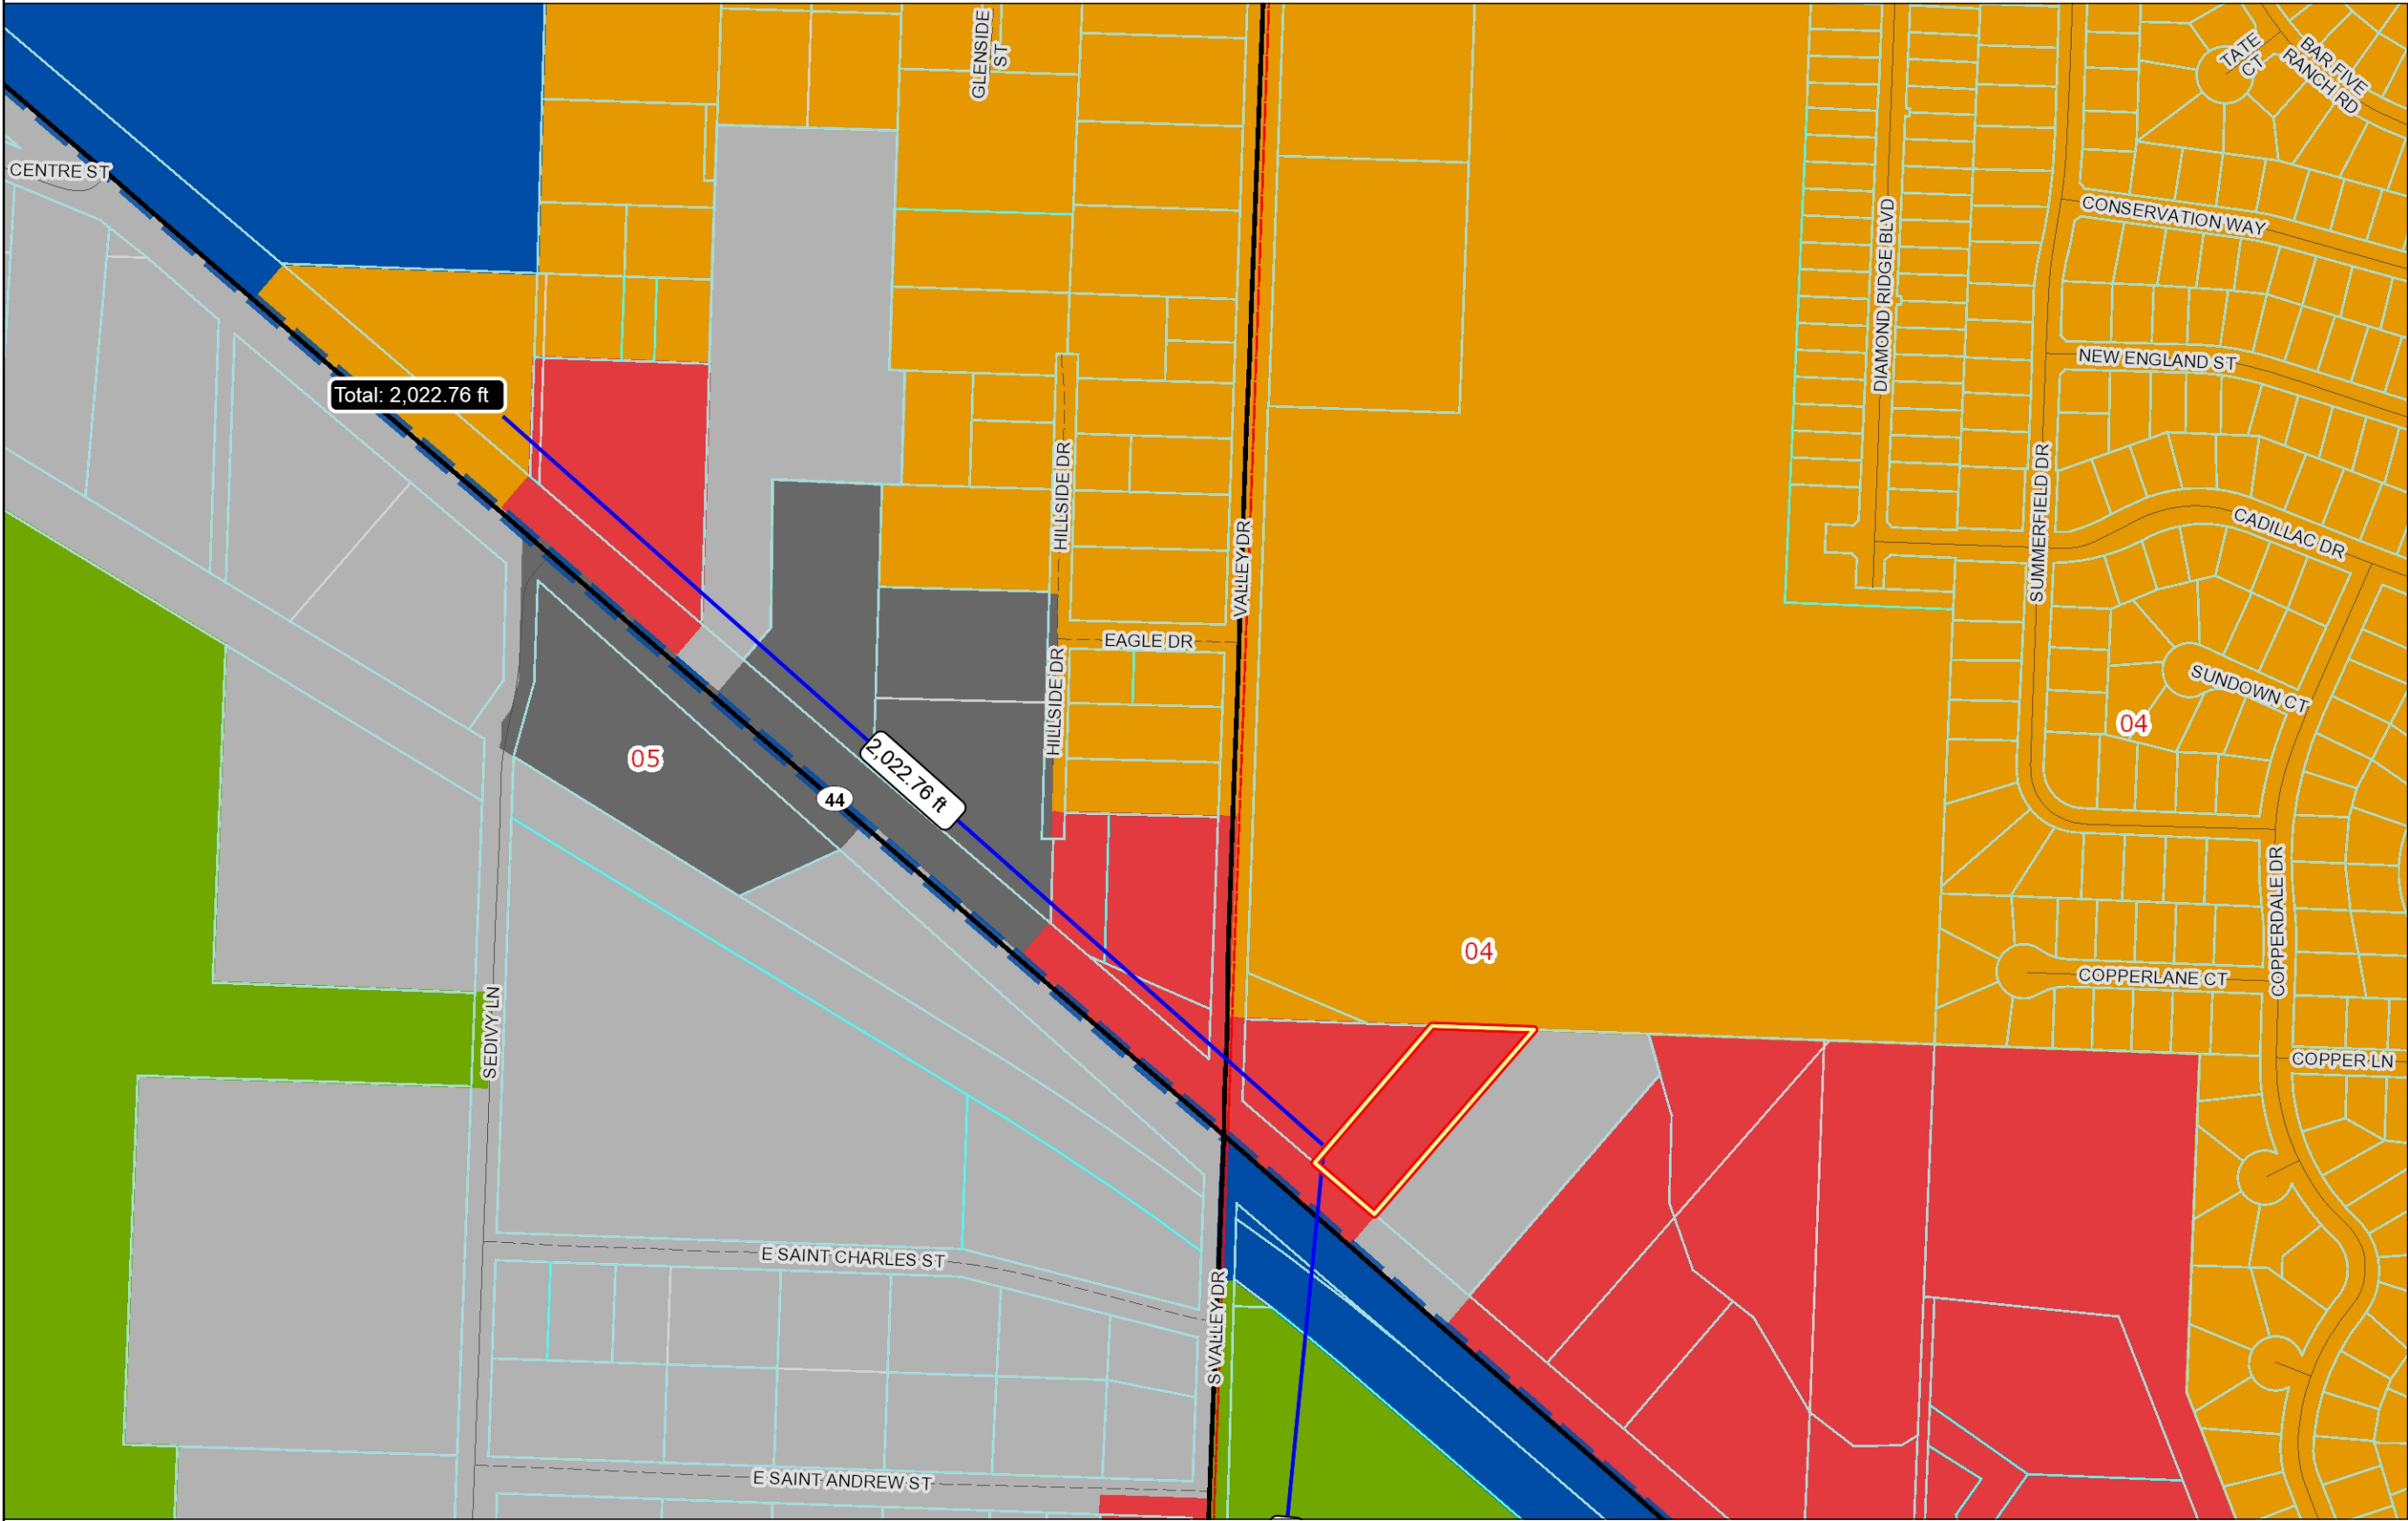 GLENSIDE
ST
TATE
CT
BAR FIVE
RANCH RD
CENTRE ST
CONSERVATION WAY
DIAMOND RIDGE BLVD
NEW ENGLAND ST
Total: 2,022.76 ft
HILLSIDE DR
VALLEY DR
SUMMERFIELD DR
CADILLAC DR
EAGLE DR
HILLSIDE DR
SUNDOWN CT
04
05
44
2,022.76 ft
COPPERDALE DR
04
COPPERLANE CT
SEDIVY LN
COPPER LN
E SAINT CHARLES ST
S VALLEY DR
E SAINT ANDREW ST